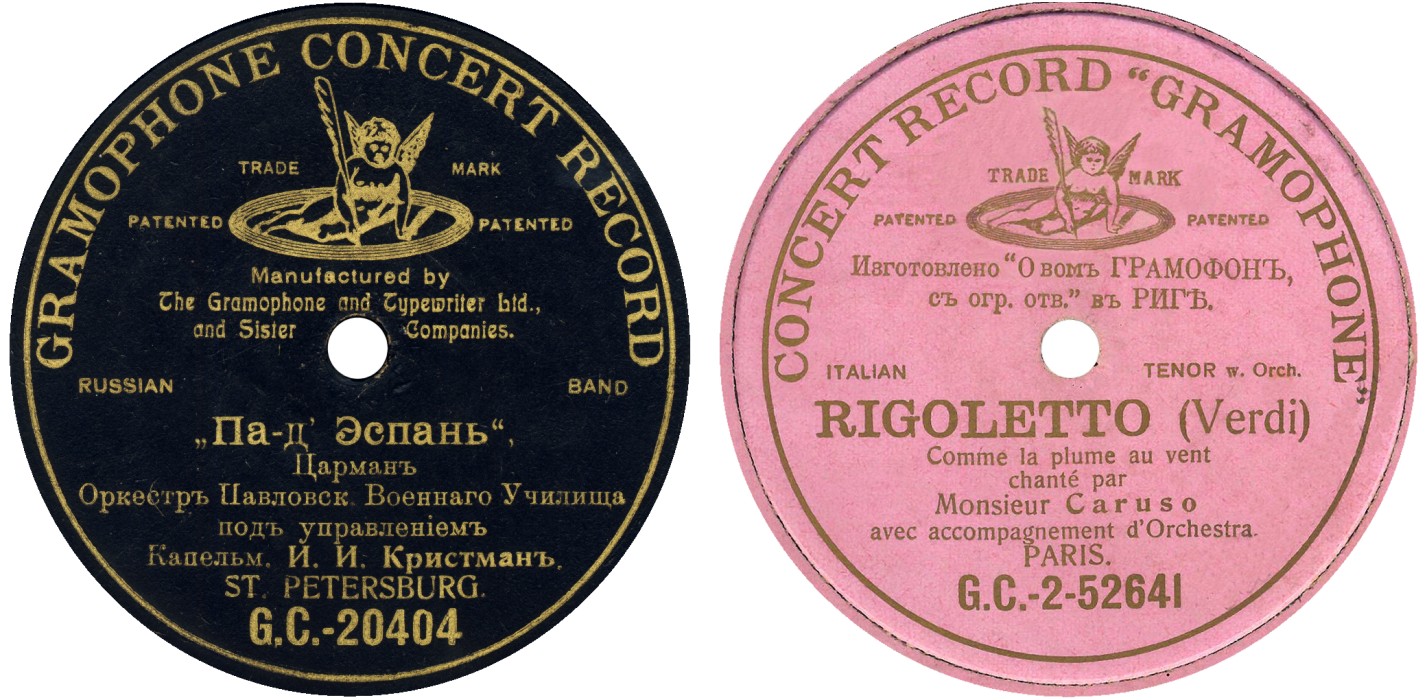 GRAMOPHONE CONCERT RECORD
TRADE MARK
PATENTED PATENTED
Manufactured by
The Gramophone and Typewriter Ltd.,
and Sister Companies.
RUSSIAN BAND
„Па-д' Эспань“,
Царманъ
Оркестръ Павловск. Военнаго Училища
подъ управленіемъ
Капельм. И. И. Кристманъ.
ST. PETERSBURG.
G.C.-20404
CONCERT RECORD “GRAMOPHONE”
TRADE MARK
PATENTED PATENTED
Изготовлено “О вомъ ГРАМОФОНЪ,
съ огр. отв.” въ РИГѢ.
ITALIAN TENOR w. Orch.
RIGOLETTO (Verdi)
Comme la plume au vent
chanté par
Monsieur Caruso
avec accompagnement d'Orchestra.
PARIS.
G.C.-2-52641